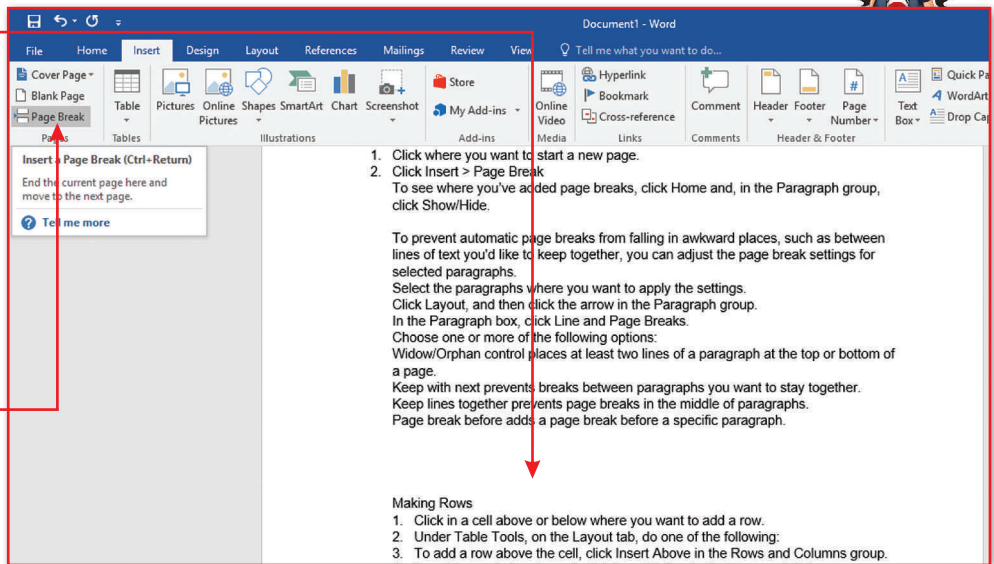 Document1 - Word
File Home Insert Design Layout References Mailings Review View Tell me what you want to do...
Cover Page
Blank Page
Page Break
Pages
Table
Tables
Pictures Online Pictures Shapes SmartArt Chart Screenshot
Illustrations
Store
My Add-ins
Add-ins
Online Video
Media
Hyperlink
Bookmark
Cross-reference
Links
Comment
Comments
Header Footer Page Number
Header & Footer
Text Box
Quick Pa
WordArt
Drop Cap
Insert a Page Break (Ctrl+Return)
End the current page here and
move to the next page.
Tell me more
1. Click where you want to start a new page.
2. Click Insert > Page Break
To see where you've added page breaks, click Home and, in the Paragraph group,
click Show/Hide.
To prevent automatic page breaks from falling in awkward places, such as between
lines of text you'd like to keep together, you can adjust the page break settings for
selected paragraphs.
Select the paragraphs where you want to apply the settings.
Click Layout, and then click the arrow in the Paragraph group.
In the Paragraph box, click Line and Page Breaks.
Choose one or more of the following options:
Widow/Orphan control places at least two lines of a paragraph at the top or bottom of
a page.
Keep with next prevents breaks between paragraphs you want to stay together.
Keep lines together prevents page breaks in the middle of paragraphs.
Page break before adds a page break before a specific paragraph.
Making Rows
1. Click in a cell above or below where you want to add a row.
2. Under Table Tools, on the Layout tab, do one of the following:
3. To add a row above the cell, click Insert Above in the Rows and Columns group.